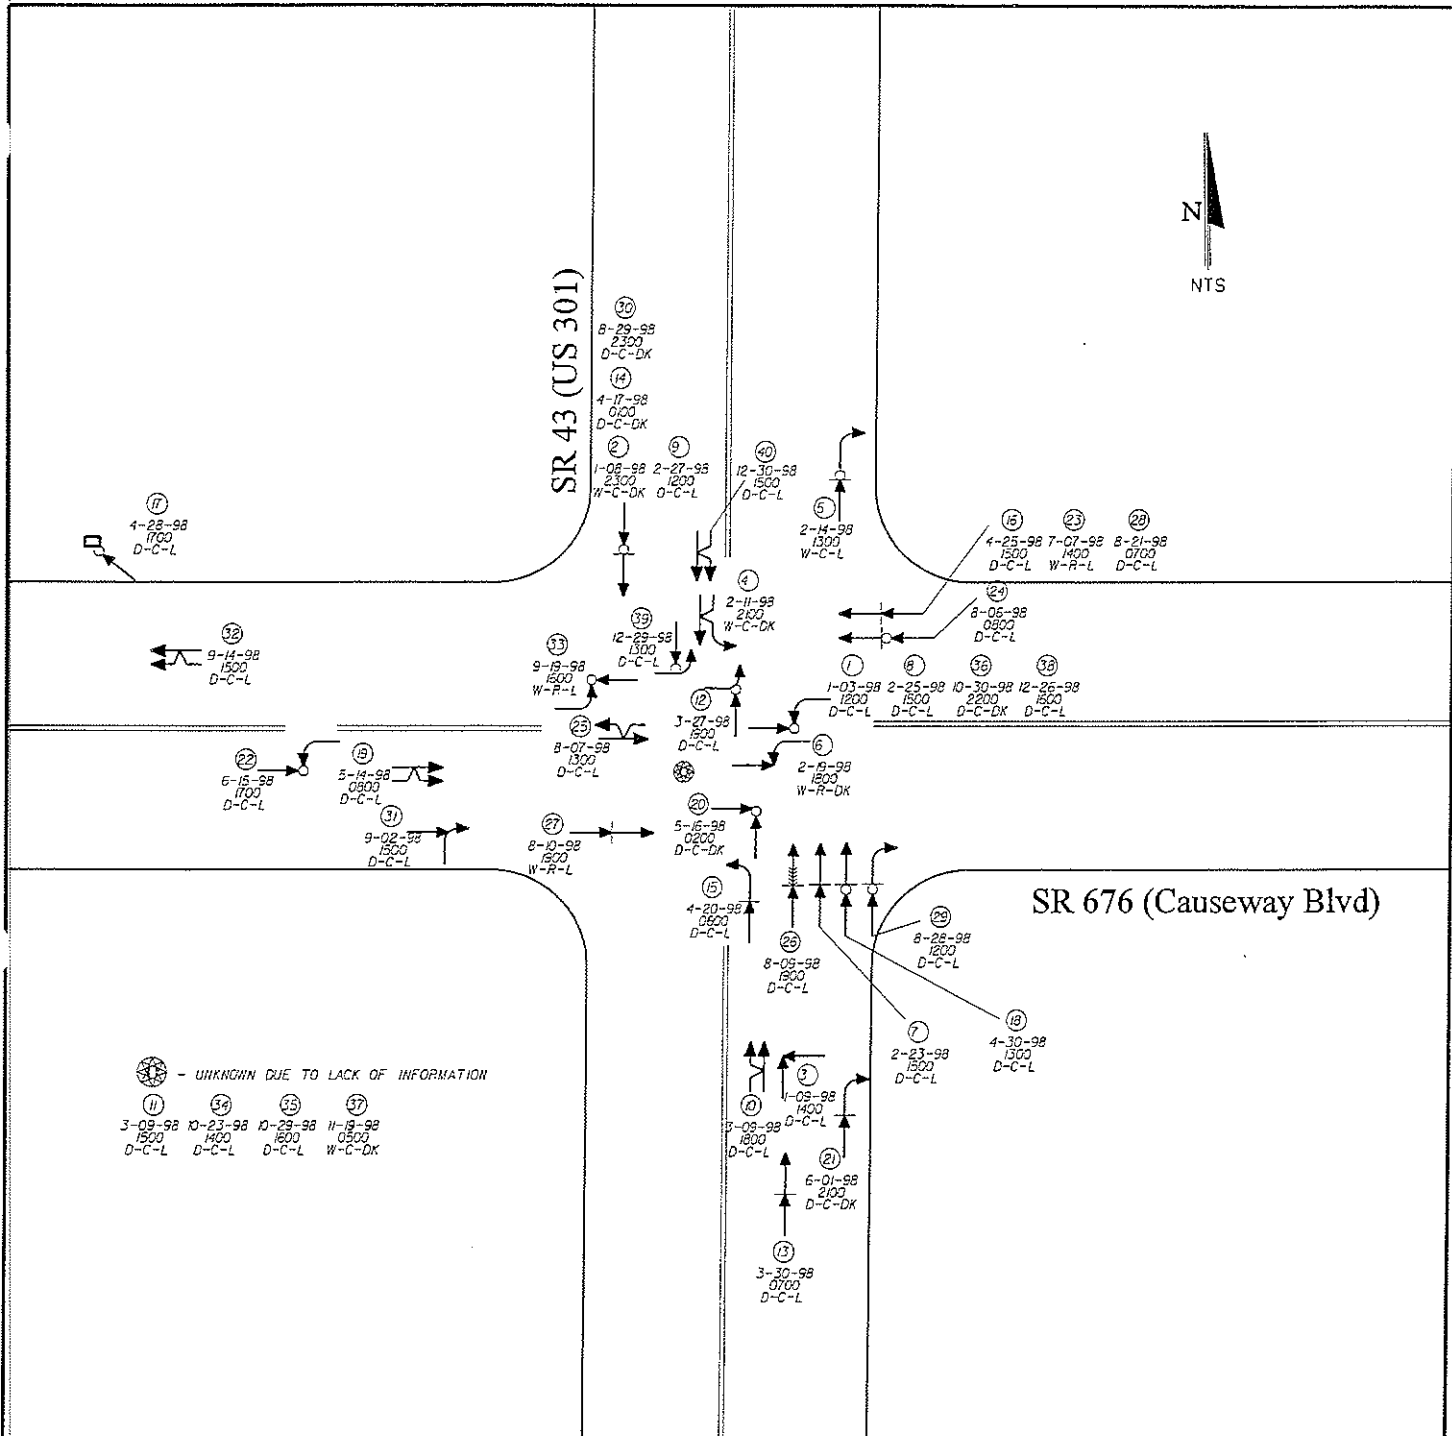 N
NTS
SR 43 (US 301)
30
8-29-98
2300
D-C-DK
14
4-17-98
0100
D-C-DK
2
1-08-98
2300
W-C-DK
9
2-27-98
1200
D-C-L
40
12-30-98
1500
D-C-L
5
2-14-98
1300
W-C-L
17
4-28-98
1700
D-C-L
16
4-25-98
1500
D-C-L
23
7-07-98
1400
W-R-L
28
8-21-98
0700
D-C-L
24
8-06-98
0800
D-C-L
4
2-11-98
2100
W-C-DK
39
12-29-98
1300
D-C-L
32
9-14-98
1500
D-C-L
33
9-19-98
1600
W-R-L
1
1-03-98
1200
D-C-L
8
2-25-98
1500
D-C-L
36
10-30-98
2200
D-C-DK
38
12-26-98
1600
D-C-L
12
3-27-98
1900
D-C-L
25
8-07-98
1300
D-C-L
6
2-19-98
1800
W-R-DK
22
6-15-98
1700
D-C-L
19
5-14-98
0800
D-C-L
31
9-02-98
1500
D-C-L
27
8-10-98
1900
W-R-L
20
5-16-98
0200
D-C-DK
15
4-20-98
0600
D-C-L
26
8-09-98
1900
D-C-L
29
8-28-98
1200
D-C-L
SR 676 (Causeway Blvd)
7
2-23-98
1500
D-C-L
18
4-30-98
1300
D-C-L
- UNKNOWN DUE TO LACK OF INFORMATION
11
3-09-98
1500
D-C-L
34
10-23-98
1400
D-C-L
35
10-29-98
1600
D-C-L
37
11-19-98
0500
W-C-DK
3
1-09-98
1400
D-C-L
10
3-09-98
1800
D-C-L
21
6-01-98
2100
D-C-DK
13
3-30-98
0700
D-C-L